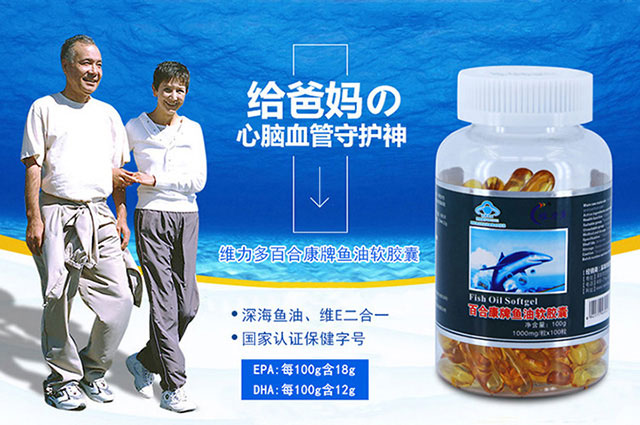 给爸妈の
心脑血管守护神
维力多百合康牌鱼油软胶囊
• 深海鱼油、维E二合一
• 国家认证保健字号
EPA:每100g含18g
DHA:每100g含12g
Fish Oil Softgel
百合康牌鱼油软胶囊
净含量：100g
1000mg/粒×100粒